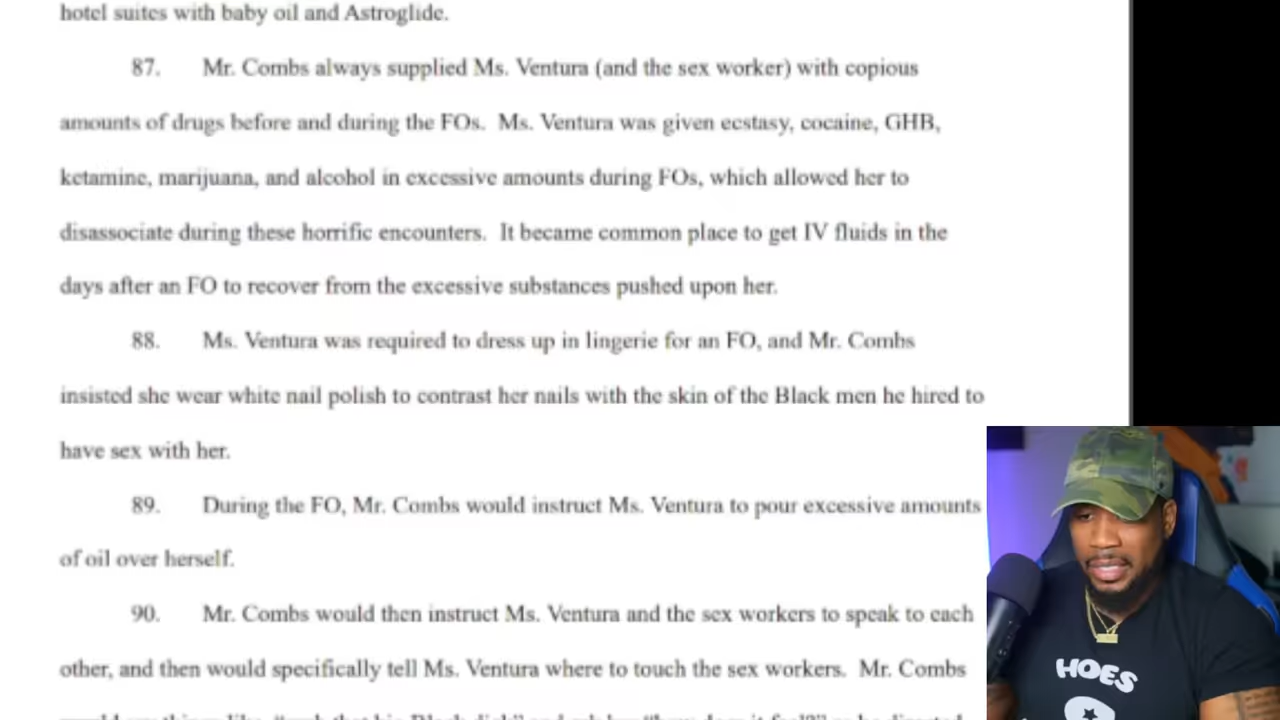 hotel suites with baby oil and Astroglide.
87. Mr. Combs always supplied Ms. Ventura (and the sex worker) with copious
amounts of drugs before and during the FOs. Ms. Ventura was given ecstasy, cocaine, GHB,
ketamine, marijuana, and alcohol in excessive amounts during FOs, which allowed her to
disassociate during these horrific encounters. It became common place to get IV fluids in the
days after an FO to recover from the excessive substances pushed upon her.
88. Ms. Ventura was required to dress up in lingerie for an FO, and Mr. Combs
insisted she wear white nail polish to contrast her nails with the skin of the Black men he hired to
have sex with her.
89. During the FO, Mr. Combs would instruct Ms. Ventura to pour excessive amounts
of oil over herself.
90. Mr. Combs would then instruct Ms. Ventura and the sex workers to speak to each
other, and then would specifically tell Ms. Ventura where to touch the sex workers. Mr. Combs
HOES